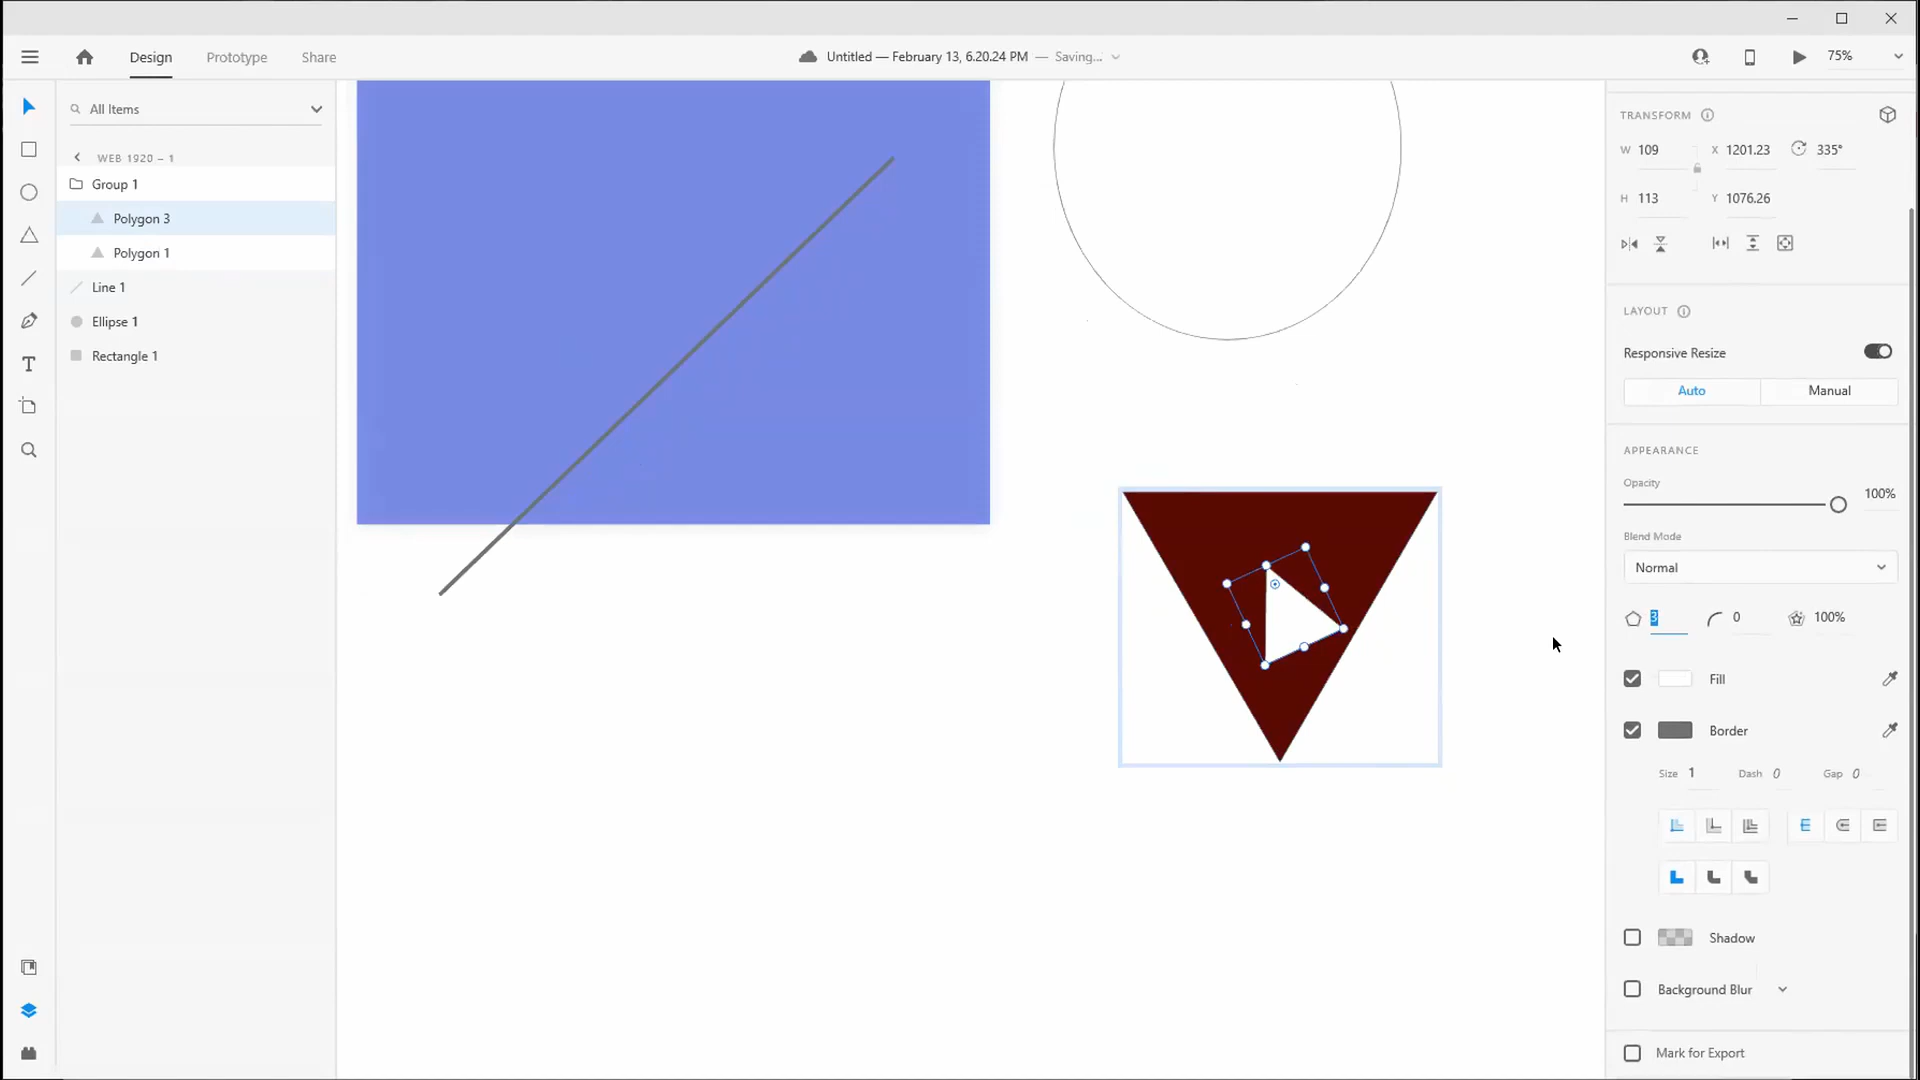 Design Prototype Share
Untitled — February 13, 6.20.24 PM — Saving...
75%
All Items
WEB 1920 – 1
Group 1
Polygon 3
Polygon 1
Line 1
Ellipse 1
Rectangle 1
TRANSFORM
W 109 X 1201.23 335°
H 113 Y 1076.26
LAYOUT
Responsive Resize
Auto Manual
APPEARANCE
Opacity
100%
Blend Mode
Normal
3 0 100%
Fill
Border
Size 1 Dash 0 Gap 0
Shadow
Background Blur
Mark for Export